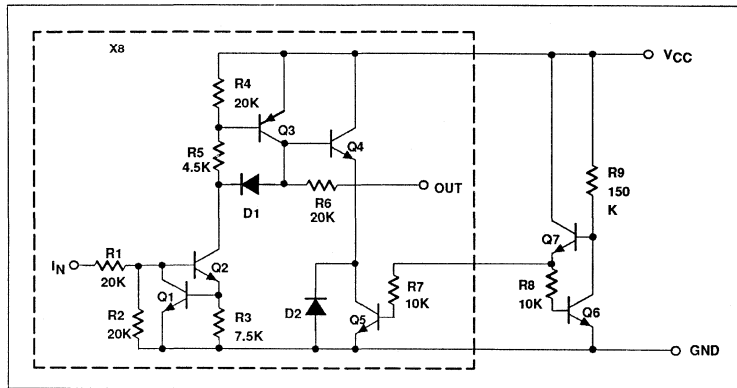 X8
VCC
R4
20K
Q3
Q4
R5
4.5K
R9
150
K
D1
R6
20K
OUT
Q7
IN
R1
20K
Q2
Q1
R2
20K
R3
7.5K
D2
Q5
R7
10K
R8
10K
Q6
GND